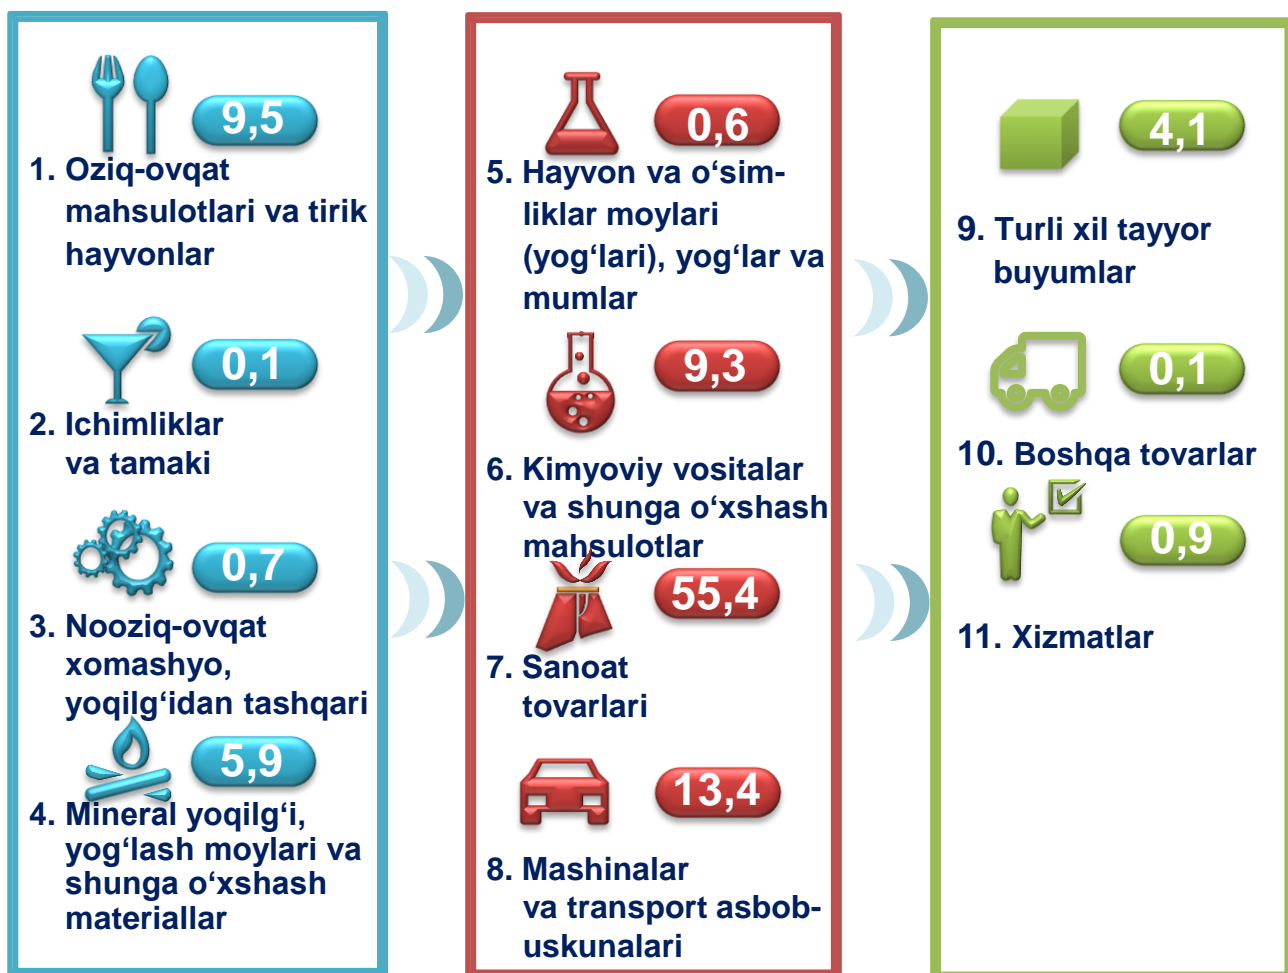 9,5
1. Oziq-ovqat
mahsulotlari va tirik
hayvonlar
0,1
2. Ichimliklar
va tamaki
0,7
3. Nooziq-ovqat
xomashyo,
yoqilg‘idan tashqari
5,9
4. Mineral yoqilg‘i,
yog‘lash moylari va
shunga o‘xshash
materiallar
0,6
5. Hayvon va o‘sim-
liklar moylari
(yog‘lari), yog‘lar va
mumlar
9,3
6. Kimyoviy vositalar
va shunga o‘xshash
mahsulotlar
55,4
7. Sanoat
tovarlari
13,4
8. Mashinalar
va transport asbob-
uskunalari
4,1
9. Turli xil tayyor
buyumlar
0,1
10. Boshqa tovarlar
0,9
11. Xizmatlar